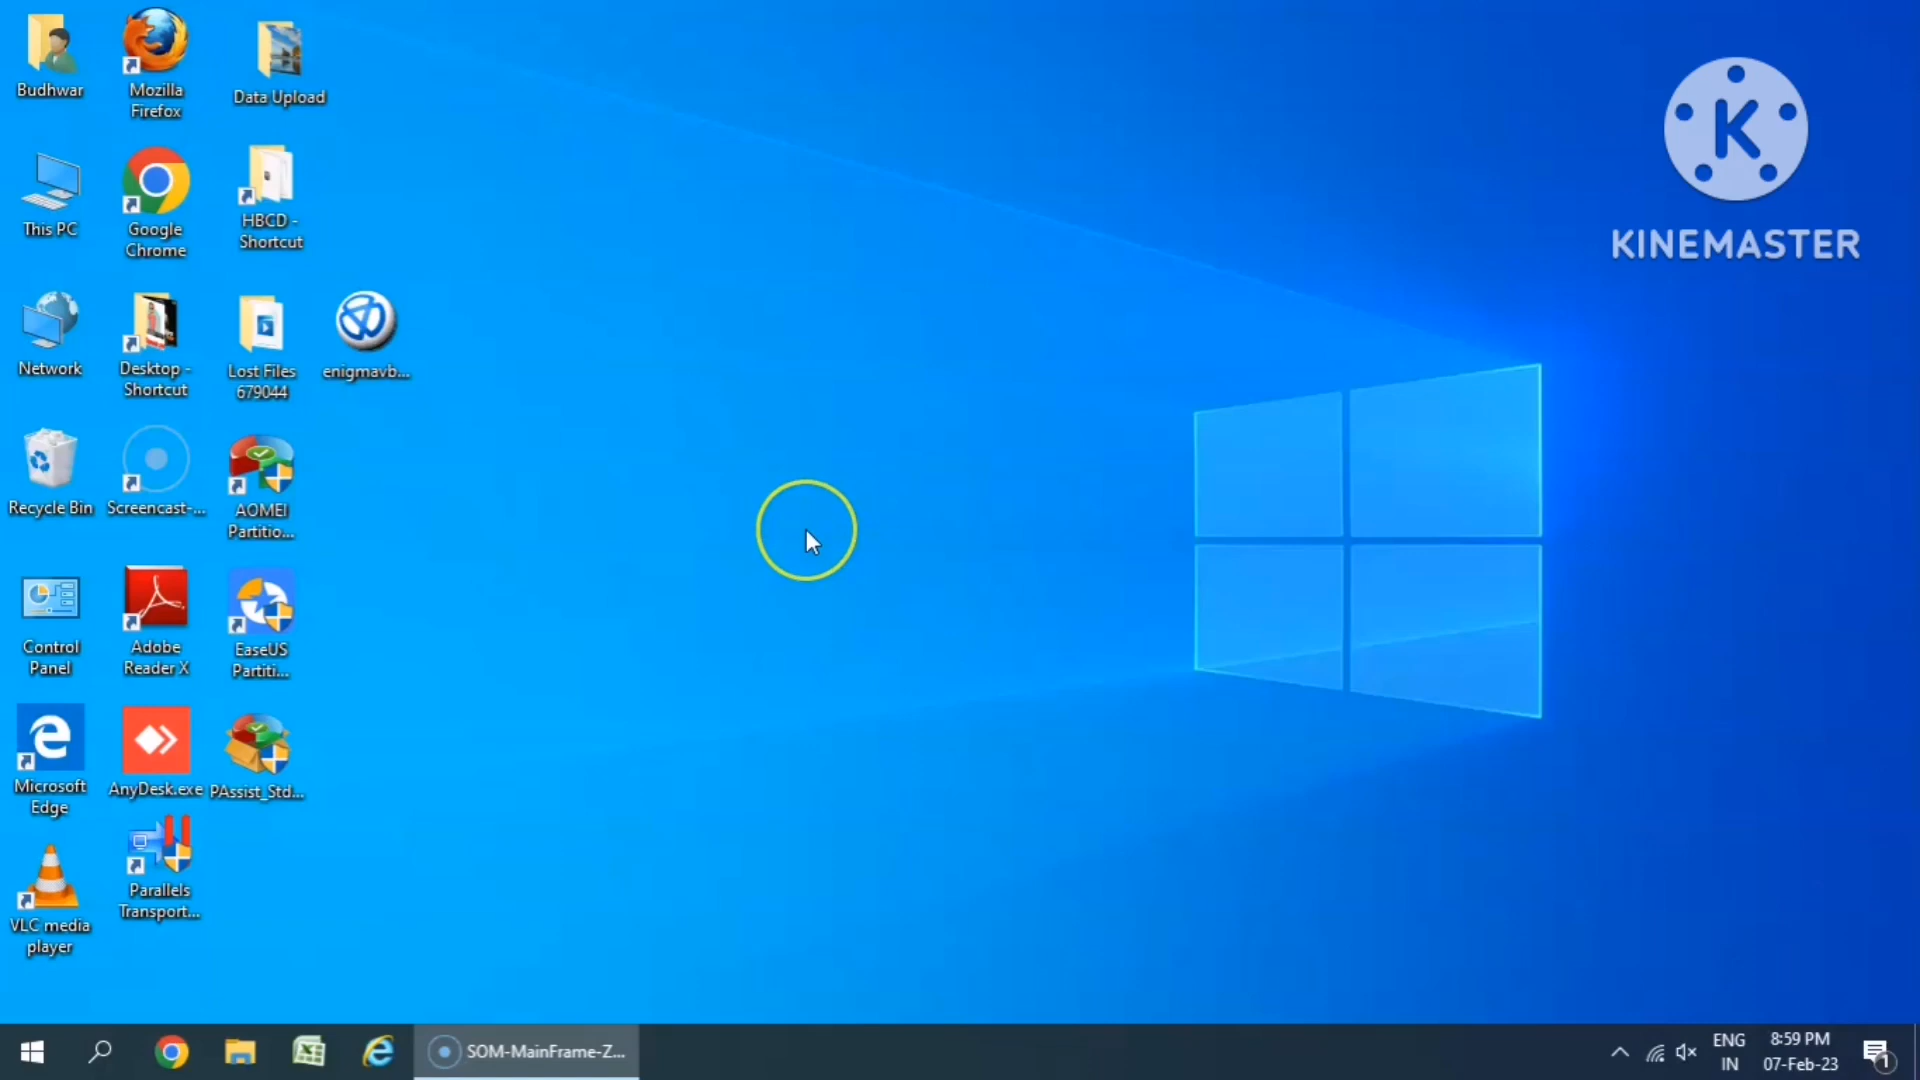 Budhwar
Mozilla
Firefox
Data Upload
This PC
Google
Chrome
HBCD -
Shortcut
Network
Desktop -
Shortcut
Lost Files
679044
enigmavb...
Recycle Bin
Screencast-...
AOMEI
Partitio...
Control
Panel
Adobe
Reader X
EaseUS
Partiti...
Microsoft
Edge
AnyDesk.exe
PAssist_Std...
VLC media
player
Parallels
Transport...
K
KINEMASTER
SOM-MainFrame-Z...
ENG
IN
8:59 PM
07-Feb-23
1